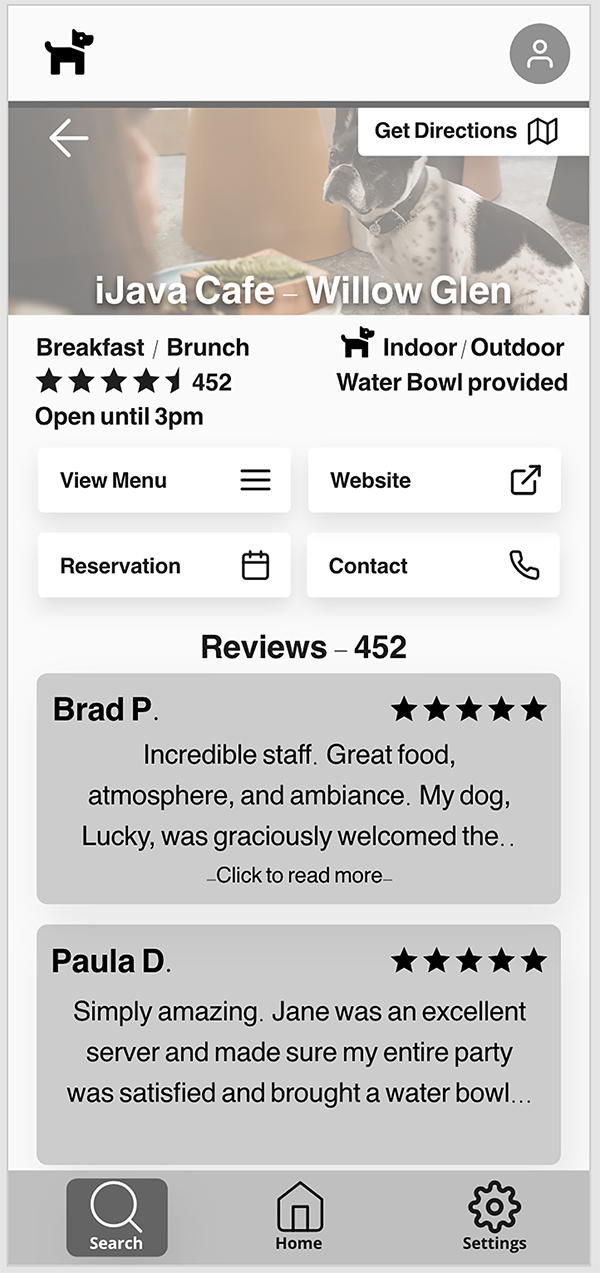 Get Directions
iJava Cafe – Willow Glen
Breakfast / Brunch
Indoor / Outdoor
452
Water Bowl provided
Open until 3pm
View Menu
Website
Reservation
Contact
Reviews – 452
Brad P.
Incredible staff. Great food,
atmosphere, and ambiance. My dog,
Lucky, was graciously welcomed the. .
–Click to read more–
Paula D.
Simply amazing. Jane was an excellent
server and made sure my entire party
was satisfied and brought a water bowl...
Search
Home
Settings